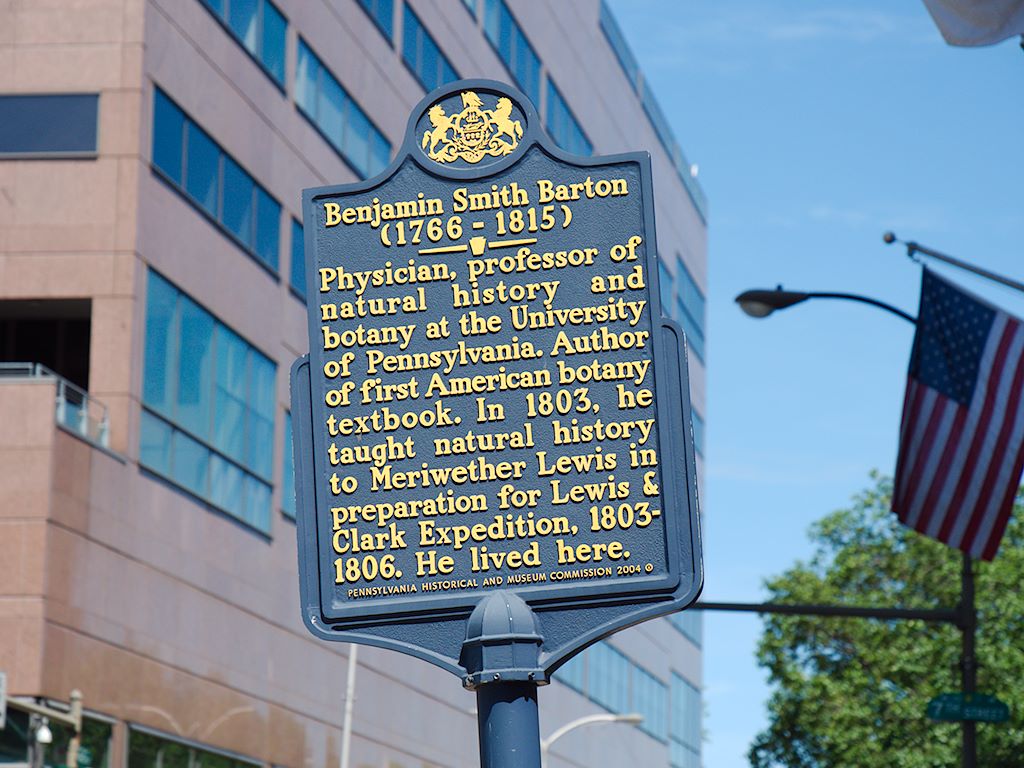 Benjamin Smith Barton
(1766 - 1815)
Physician, professor of
natural history and
botany at the University
of Pennsylvania. Author
of first American botany
textbook. In 1803, he
taught natural history
to Meriwether Lewis in
preparation for Lewis &
Clark Expedition, 1803-
1806. He lived here.
PENNSYLVANIA HISTORICAL AND MUSEUM COMMISSION 2004
7TH STREET